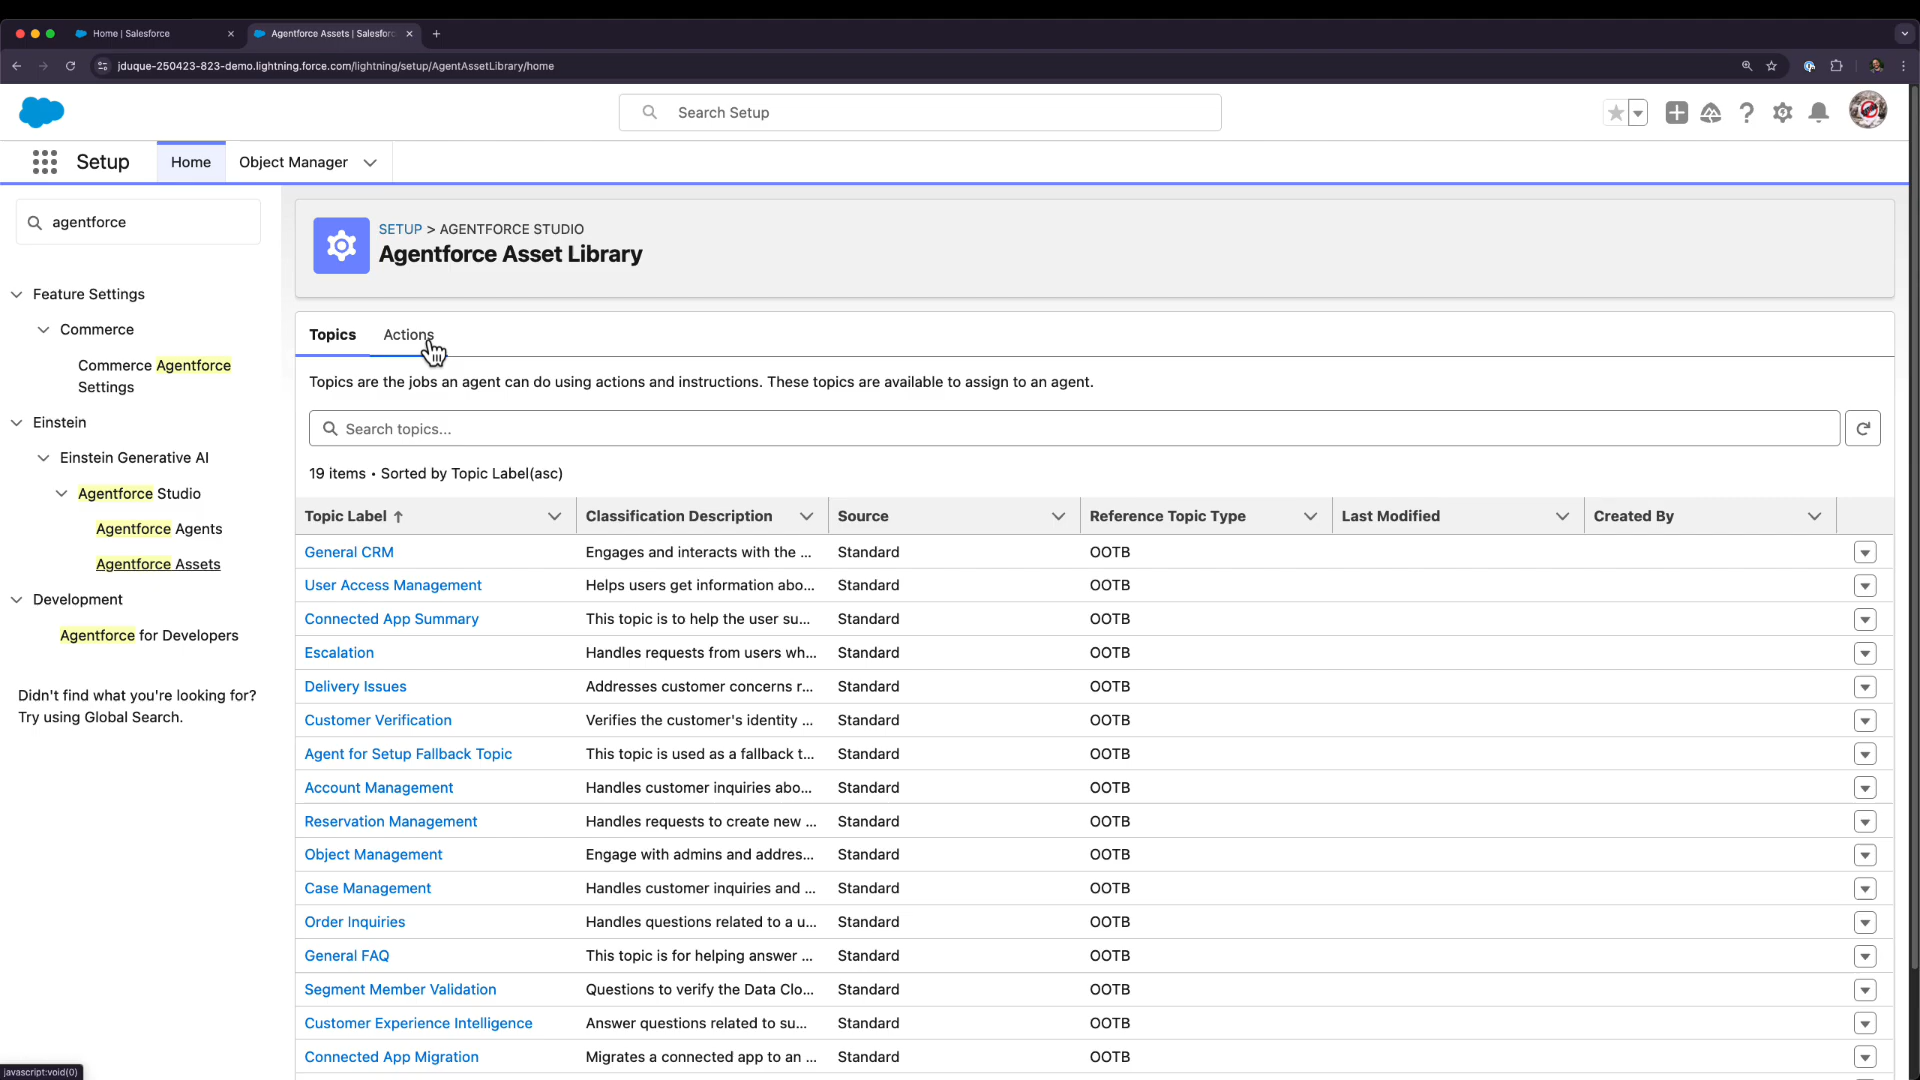 Home | Salesforce
Agentforce Assets | Salesforc
jduque-250423-823-demo.lightning.force.com/lightning/setup/AgentAssetLibrary/home
Search Setup
Setup
Home
Object Manager
agentforce
Feature Settings
Commerce
Commerce Agentforce
Settings
Einstein
Einstein Generative AI
Agentforce Studio
Agentforce Agents
Agentforce Assets
Development
Agentforce for Developers
Didn't find what you're looking for?
Try using Global Search.
SETUP > AGENTFORCE STUDIO
Agentforce Asset Library
Topics Actions
Topics are the jobs an agent can do using actions and instructions. These topics are available to assign to an agent.
Search topics...
19 items • Sorted by Topic Label(asc)
Topic Label ↑ Classification Description Source Reference Topic Type Last Modified Created By
General CRM Engages and interacts with the ... Standard OOTB
User Access Management Helps users get information abo... Standard OOTB
Connected App Summary This topic is to help the user su... Standard OOTB
Escalation Handles requests from users wh... Standard OOTB
Delivery Issues Addresses customer concerns r... Standard OOTB
Customer Verification Verifies the customer's identity ... Standard OOTB
Agent for Setup Fallback Topic This topic is used as a fallback t... Standard OOTB
Account Management Handles customer inquiries abo... Standard OOTB
Reservation Management Handles requests to create new ... Standard OOTB
Object Management Engage with admins and addres... Standard OOTB
Case Management Handles customer inquiries and ... Standard OOTB
Order Inquiries Handles questions related to a u... Standard OOTB
General FAQ This topic is for helping answer ... Standard OOTB
Segment Member Validation Questions to verify the Data Clo... Standard OOTB
Customer Experience Intelligence Answer questions related to su... Standard OOTB
Connected App Migration Migrates a connected app to an ... Standard OOTB
javascript:void(0)